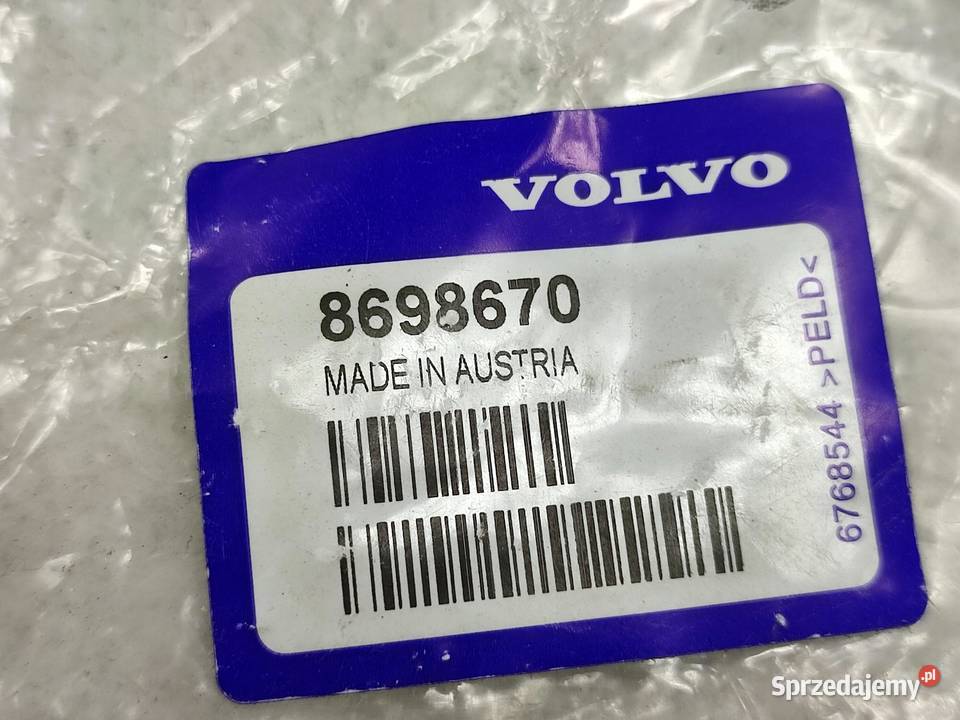 VOLVO
8698670
MADE IN AUSTRIA
6768544 >PELD<
Sprzedajemy.pl